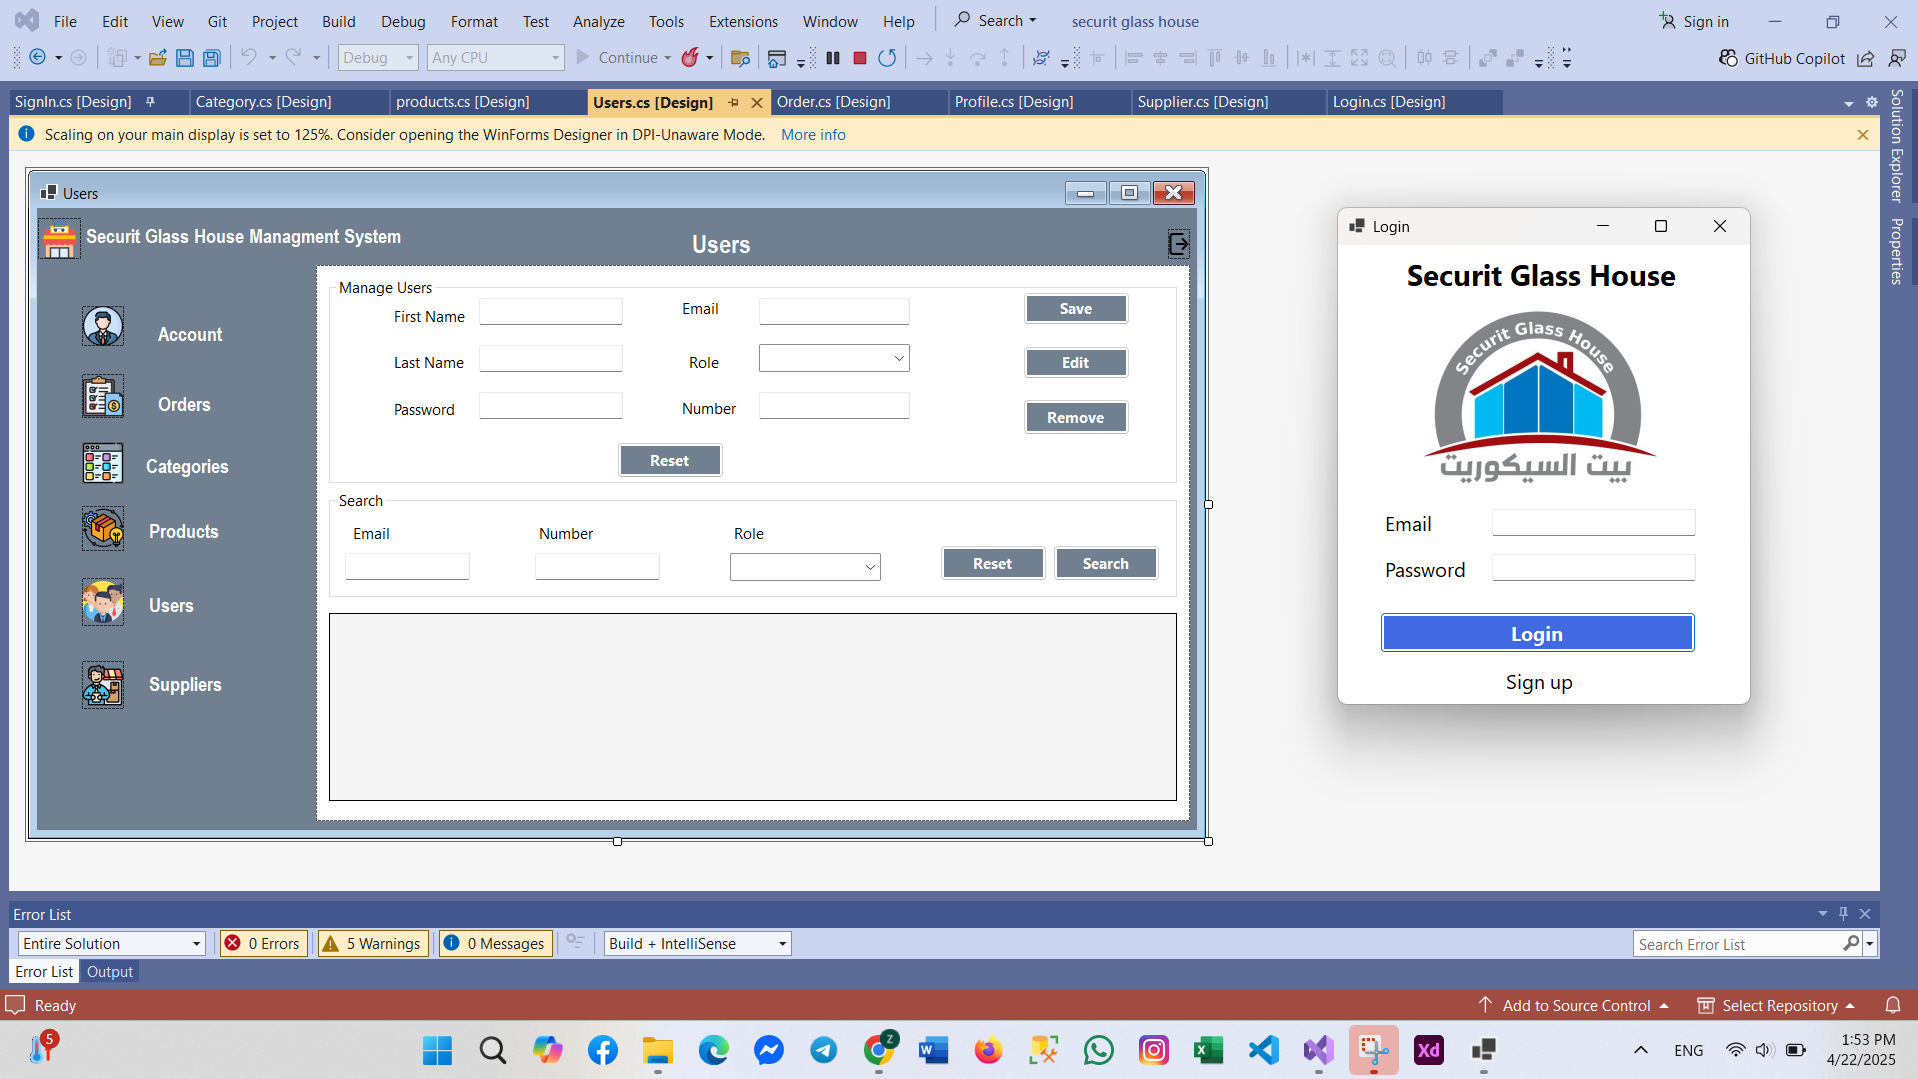 File Edit View Git Project Build Debug Format Test Analyze Tools Extensions Window Help Search securit glass house Sign in
Debug Any CPU Continue GitHub Copilot
SignIn.cs [Design] Category.cs [Design] products.cs [Design] Users.cs [Design] Order.cs [Design] Profile.cs [Design] Supplier.cs [Design] Login.cs [Design]
Scaling on your main display is set to 125%. Consider opening the WinForms Designer in DPI-Unaware Mode. More info
Solution Explorer
Properties
Users
Securit Glass House Managment System
Users
Account
Orders
Categories
Products
Users
Suppliers
Manage Users
First Name Email Save
Last Name Role Edit
Password Number Remove
Reset
Search
Email Number Role
Reset Search
Login
Securit Glass House
Securit Glass House
بيت السيكوريت
Email
Password
Login
Sign up
Error List
Entire Solution 0 Errors 5 Warnings 0 Messages Build + IntelliSense Search Error List
Error List Output
Ready Add to Source Control Select Repository
5 Z W X Xd ENG 1:53 PM
4/22/2025